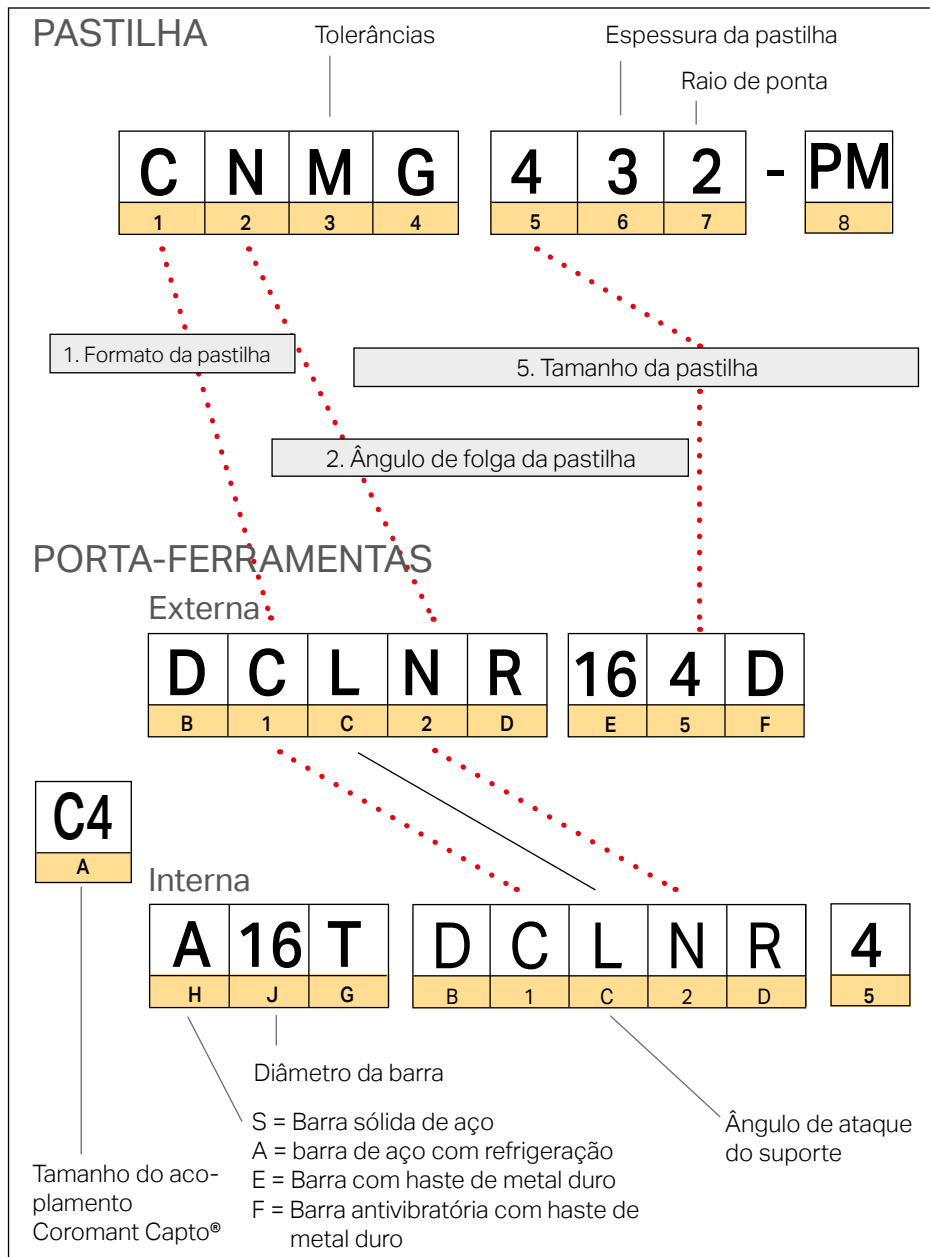 PASTILHA
Tolerâncias
Espessura da pastilha
Raio de ponta
C N M G 4 3 2 - PM
1 2 3 4 5 6 7 8
1. Formato da pastilha
5. Tamanho da pastilha
2. Ângulo de folga da pastilha
PORTA-FERRAMENTAS
Externa
D C L N R 16 4 D
B 1 C 2 D E 5 F
C4
A
Interna
A 16 T D C L N R 4
H J G B 1 C 2 D 5
Diâmetro da barra
S = Barra sólida de aço
A = barra de aço com refrigeração
E = Barra com haste de metal duro
F = Barra antivibratória com haste de
metal duro
Ângulo de ataque
do suporte
Tamanho do aco-
plamento
Coromant Capto®